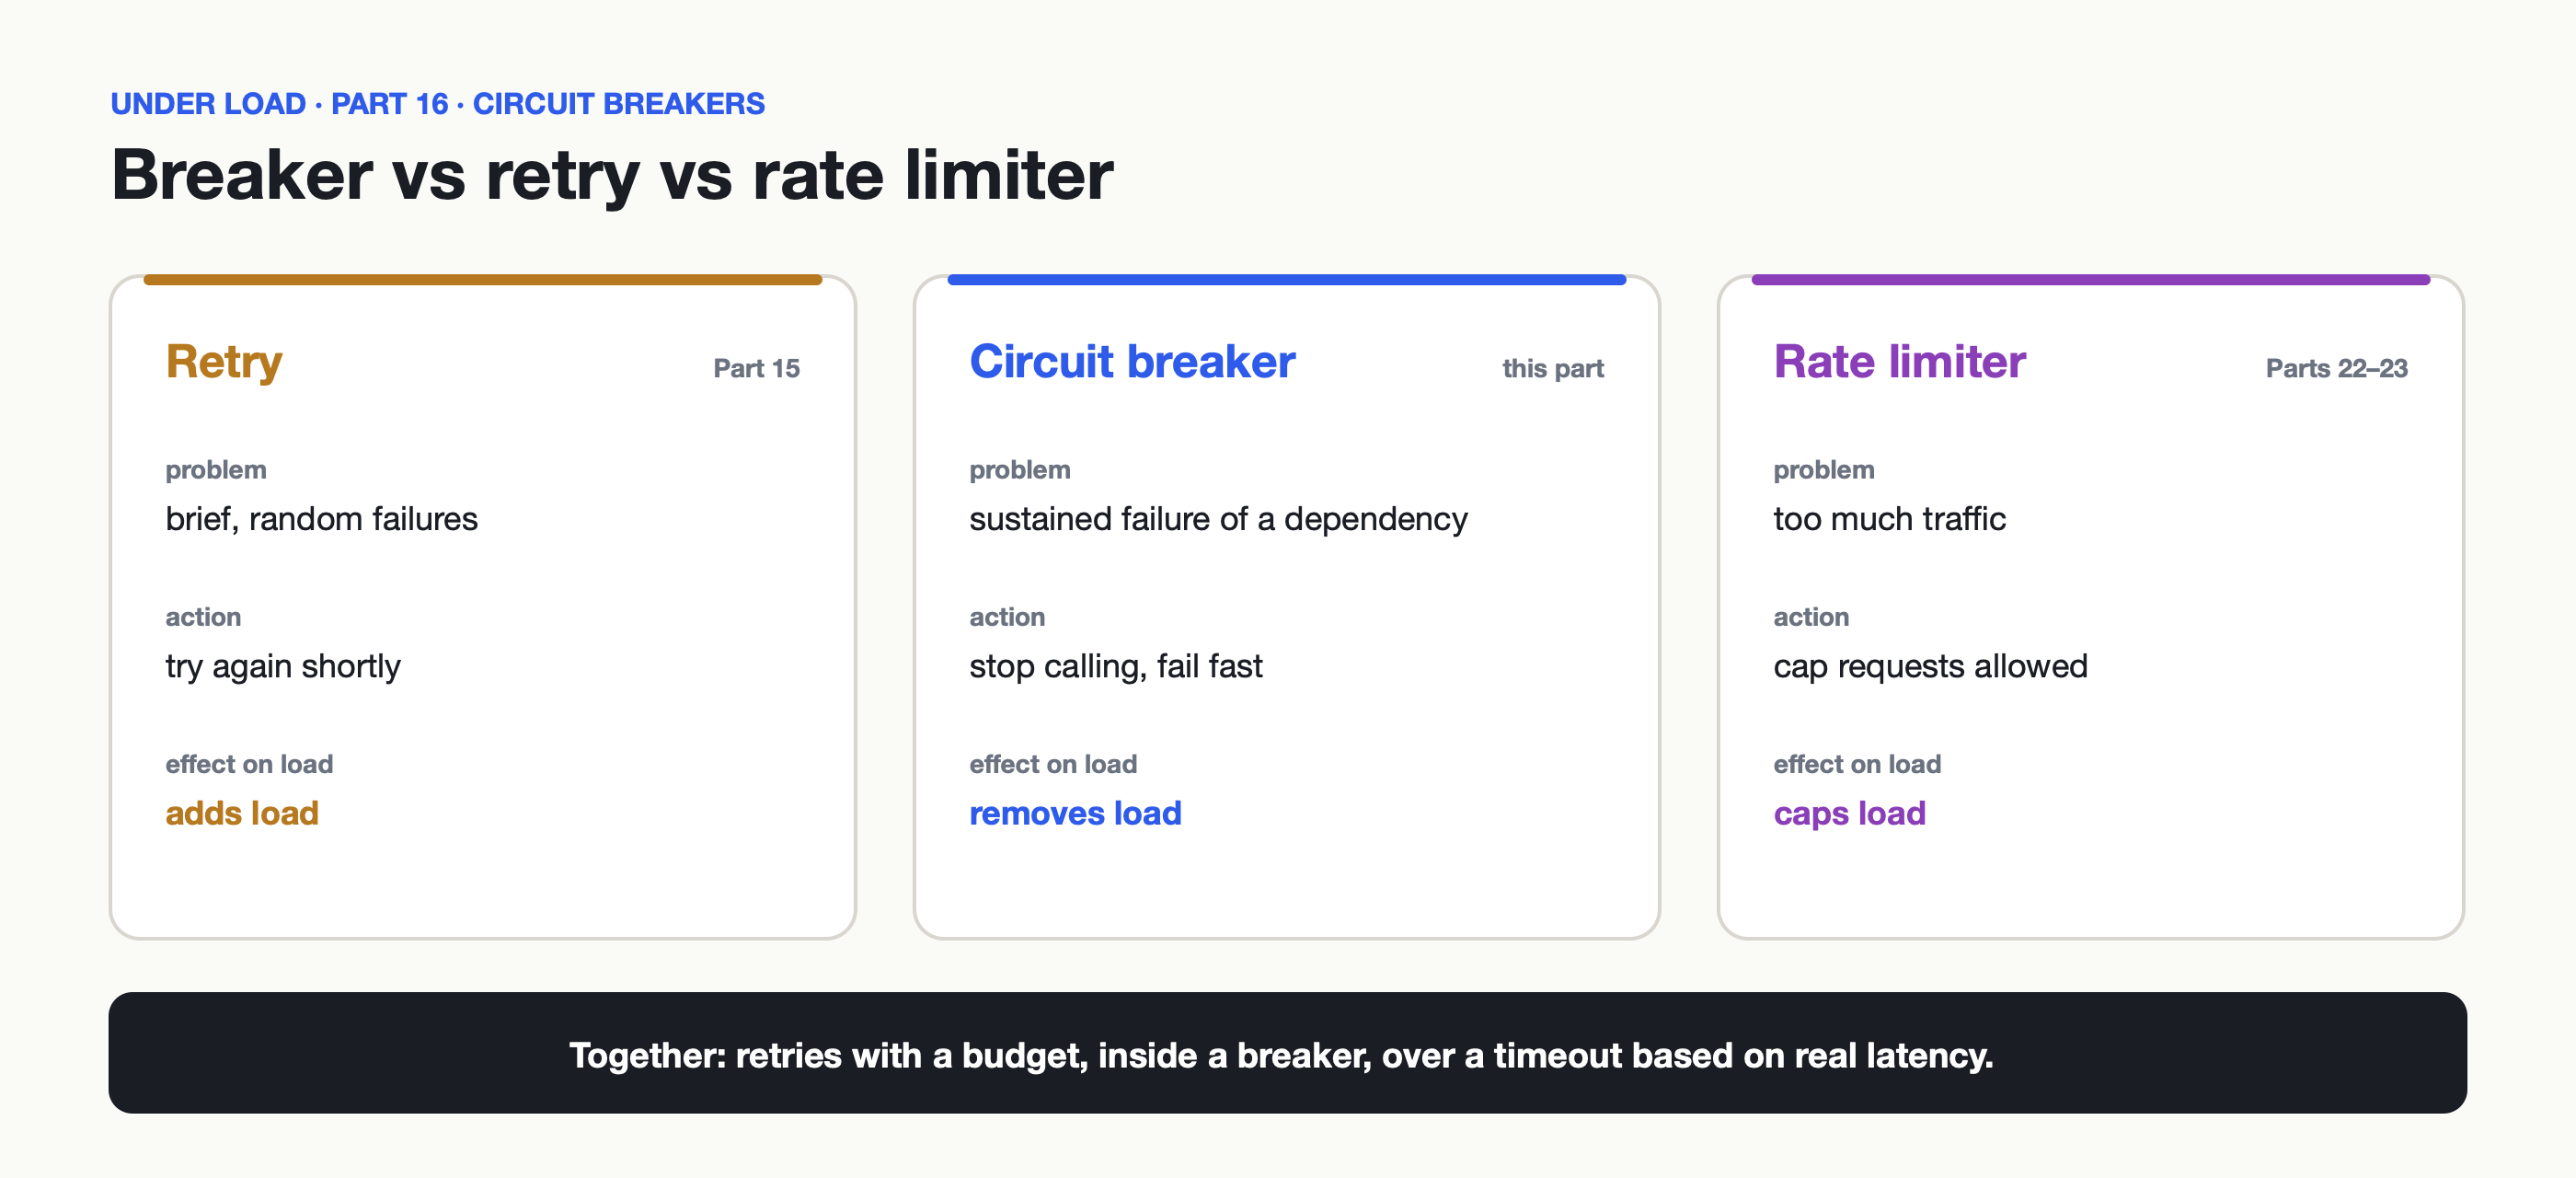 UNDER LOAD · PART 16 · CIRCUIT BREAKERS
Breaker vs retry vs rate limiter
Retry
Part 15
problem
brief, random failures
action
try again shortly
effect on load
adds load
Circuit breaker
this part
problem
sustained failure of a dependency
action
stop calling, fail fast
effect on load
removes load
Rate limiter
Parts 22–23
problem
too much traffic
action
cap requests allowed
effect on load
caps load
Together: retries with a budget, inside a breaker, over a timeout based on real latency.